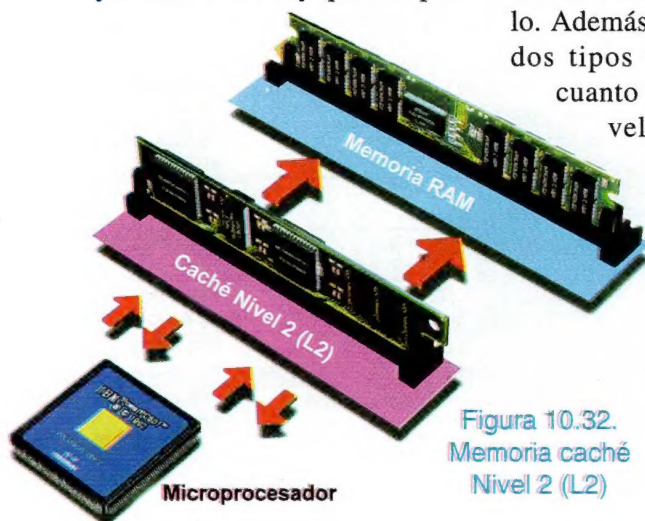 lo. Además
dos tipos
cuanto
vel
Memoria RAM
Caché Nivel 2 (L2)
Microprocesador
Figura 10.32.
Memoria caché
Nivel 2 (L2)